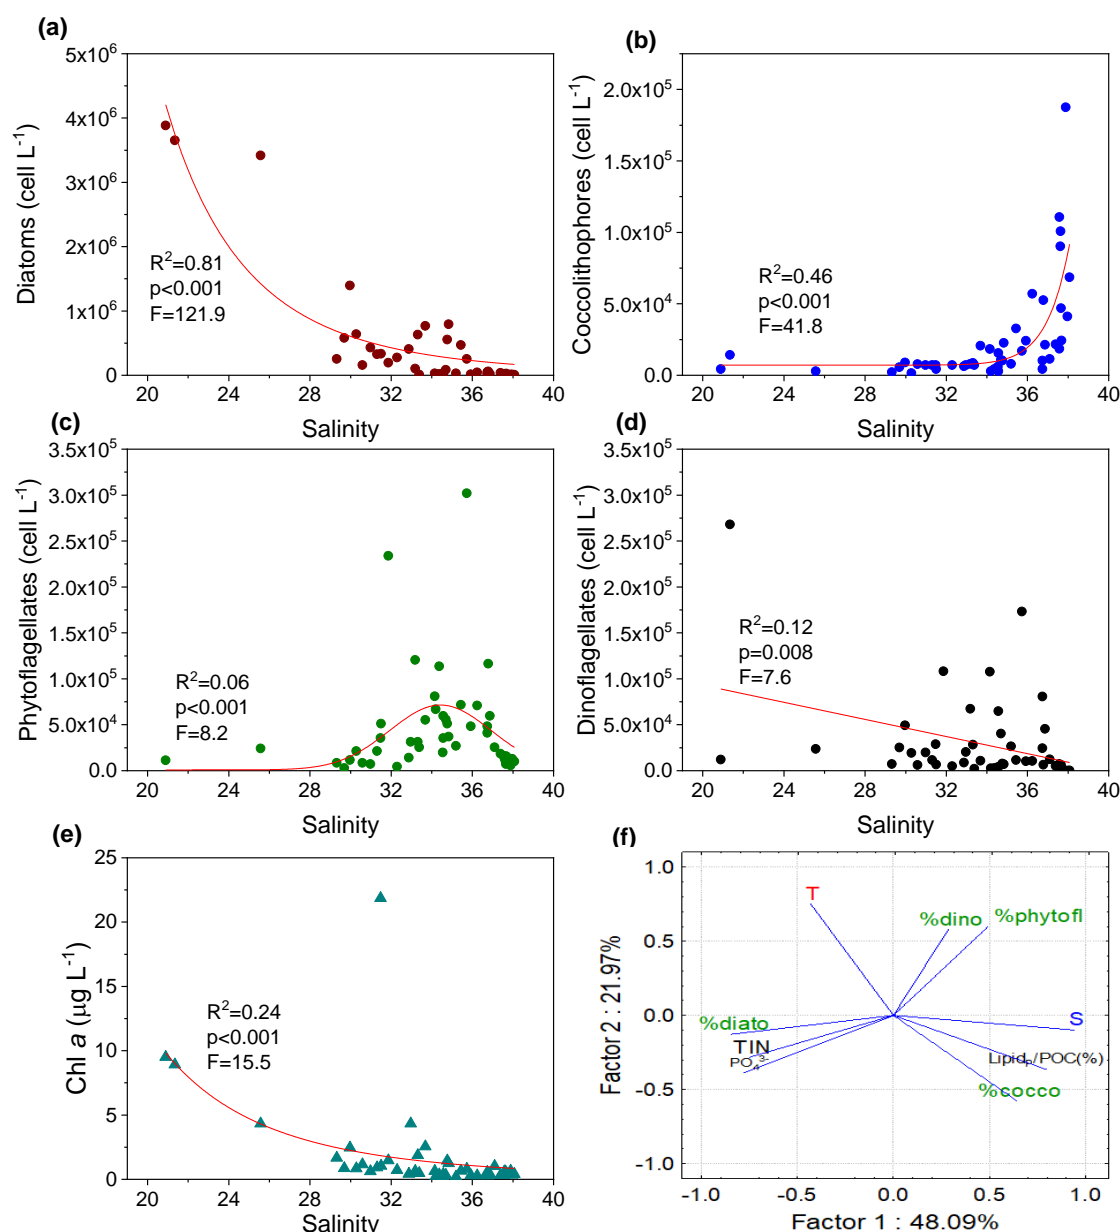 (a)
5x10⁶
4x10⁶
3x10⁶
2x10⁶
1x10⁶
0
Diatoms (cell L⁻¹)
R²=0.81
p<0.001
F=121.9
20 24 28 32 36 40
Salinity
(b)
2.0x10⁵
1.5x10⁵
1.0x10⁵
5.0x10⁴
0.0
Coccolithophores (cell L⁻¹)
R²=0.46
p<0.001
F=41.8
20 24 28 32 36 40
Salinity
(c)
3.5x10⁵
3.0x10⁵
2.5x10⁵
2.0x10⁵
1.5x10⁵
1.0x10⁵
5.0x10⁴
0.0
Phytoflagellates (cell L⁻¹)
R²=0.06
p<0.001
F=8.2
20 24 28 32 36 40
Salinity
(d)
3.5x10⁵
3.0x10⁵
2.5x10⁵
2.0x10⁵
1.5x10⁵
1.0x10⁵
5.0x10⁴
0.0
Dinoflagellates (cell L⁻¹)
R²=0.12
p=0.008
F=7.6
20 24 28 32 36 40
Salinity
(e)
25
20
15
10
5
0
Chl a (μg L⁻¹)
R²=0.24
p<0.001
F=15.5
20 24 28 32 36 40
Salinity
(f)
1.0
0.5
0.0
-0.5
-1.0
Factor 2 : 21.97%
T
%dino
%phytofl
%diato
TIN
PO₄³⁻
S
Lipidₚ/POC(%)
%cocco
-1.0 -0.5 0.0 0.5 1.0
Factor 1 : 48.09%